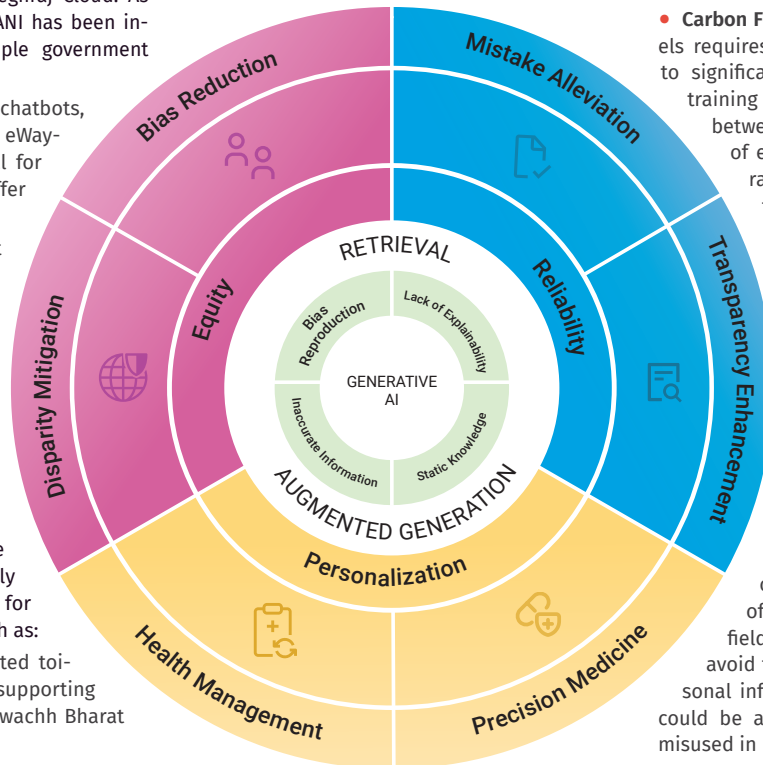 Cloud. As
ANI has been in-
ple government
chatbots,
eWay-
l for
ffer
e
ly
for
h as:
ted toi-
supporting
wachh Bharat
Bias Reduction
Mistake Alleviation
Disparity Mitigation
Transparency Enhancement
Equity
Reliability
RETRIEVAL
Bias
Reproduction
Lack of Explainability
GENERATIVE
AI
Inaccurate Information
Static Knowledge
AUGMENTED GENERATION
Personalization
Health Management
Precision Medicine
• Carbon F
els requires
to significa
training
betwee
of e
ra
of
field
avoid
sonal inf
could be a
misused in